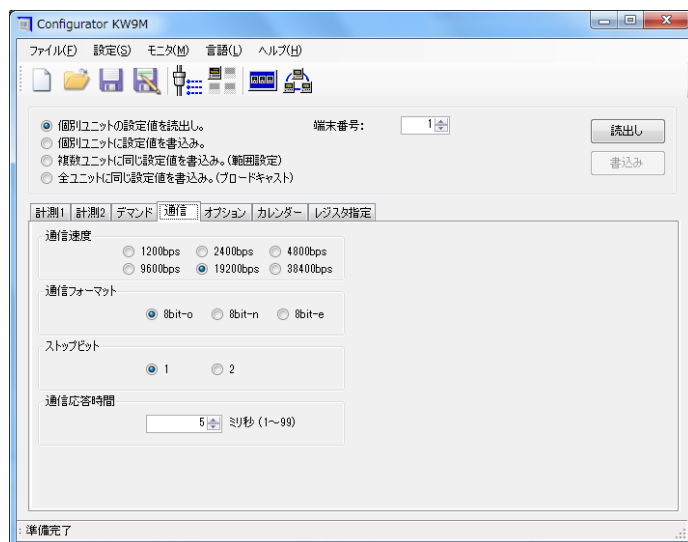 Configurator KW9M
ファイル(F) 設定(S) モニタ(M) 言語(L) ヘルプ(H)
個別ユニットの設定値を読出し。 端末番号: 1 読出し
個別ユニットに設定値を書込み。
複数ユニットに同じ設定値を書込み。(範囲設定) 書込み
全ユニットに同じ設定値を書込み。(ブロードキャスト)
計測1 計測2 デマンド 通信 オプション カレンダー レジスタ指定
通信速度
1200bps 2400bps 4800bps
9600bps 19200bps 38400bps
通信フォーマット
8bit-o 8bit-n 8bit-e
ストップビット
1 2
通信応答時間
5 ミリ秒 (1～99)
準備完了